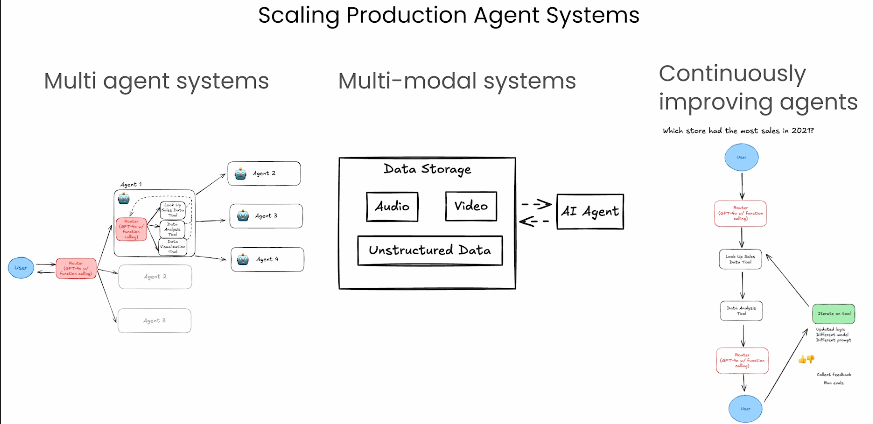 Scaling Production Agent Systems
Multi agent systems
Agent 1
Look Up
Sales Data
Tool
Data
Analysis
Tool
Data
Visualization
Tool
Router
(GPT-4o w/
function
calling)
User
Router
(GPT-4o w/
function calling)
Agent 2
Agent 3
Agent 4
Agent 2
Agent 3
Multi-modal systems
Data Storage
Audio
Video
Unstructured Data
AI Agent
Continuously
improving agents
Which store had the most sales in 2021?
User
Router
(GPT-4o w/ function
calling)
Look Up Sales
Data Tool
Data Analysis
Tool
Router
(GPT-4o w/ function
calling)
User
Iterate on tool
Updated logic
Different model
Different prompt
Collect feedback
Run evals